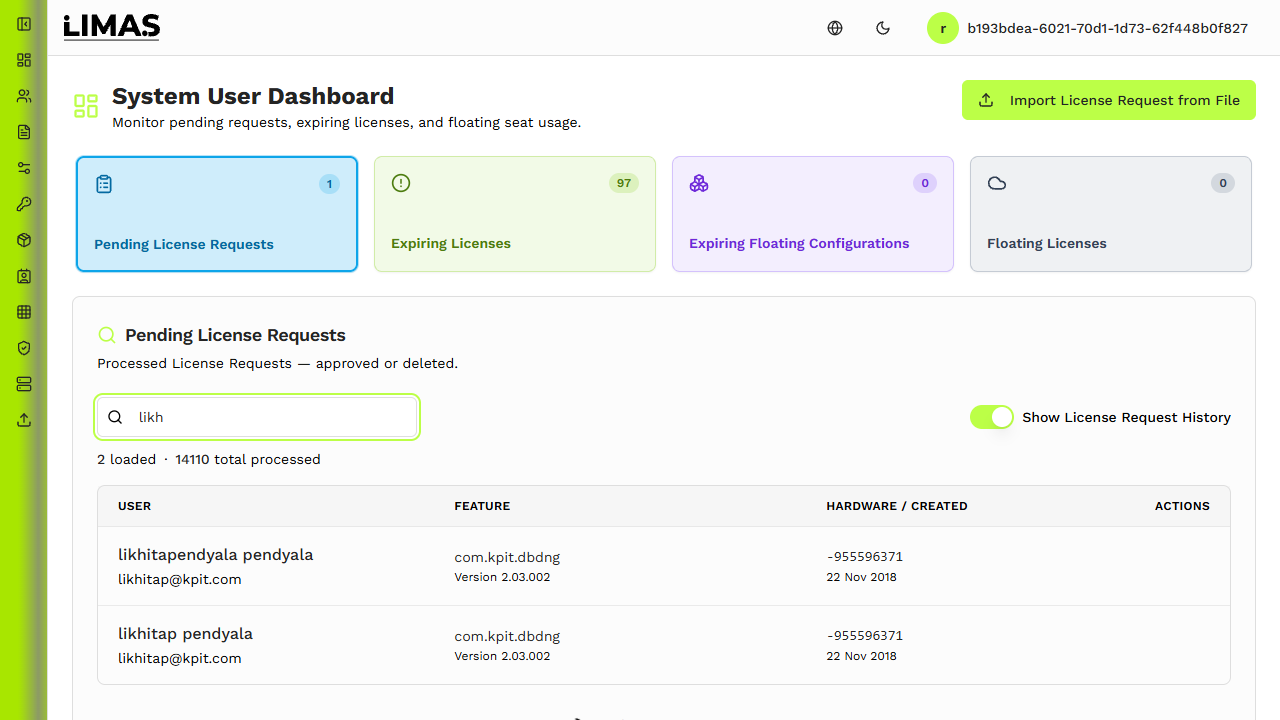 LIMAS
r
b193bdea-6021-70d1-1d73-62f448b0f827
System User Dashboard
Monitor pending requests, expiring licenses, and floating seat usage.
Import License Request from File
1
Pending License Requests
97
Expiring Licenses
0
Expiring Floating Configurations
0
Floating Licenses
Pending License Requests
Processed License Requests — approved or deleted.
likh
Show License Request History
2 loaded · 14110 total processed
USER FEATURE HARDWARE / CREATED ACTIONS
likhitapendyala pendyala com.kpit.dbdng -955596371
likhitap@kpit.com Version 2.03.002 22 Nov 2018
likhitap pendyala com.kpit.dbdng -955596371
likhitap@kpit.com Version 2.03.002 22 Nov 2018